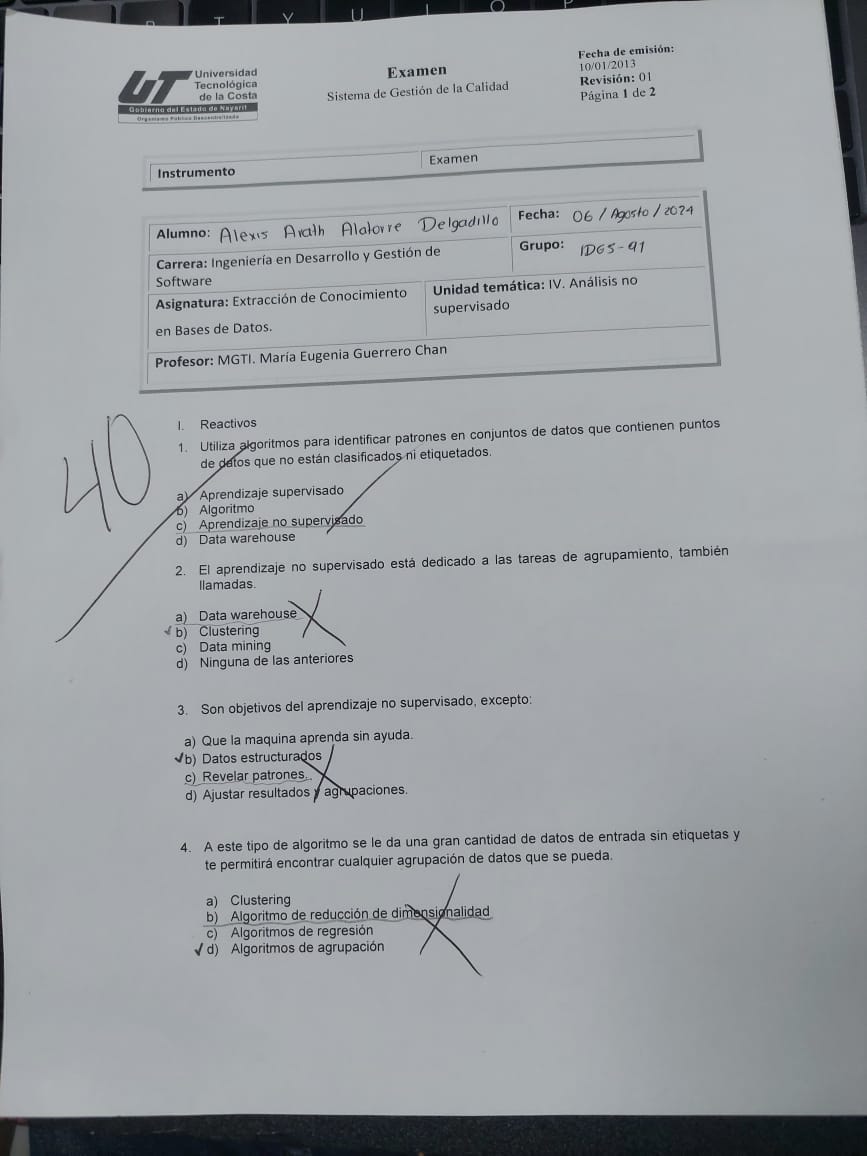 T Y U I O P
Universidad
Tecnológica
de la Costa
Gobierno del Estado de Nayarit
Organismo Público Descentralizado
Examen
Sistema de Gestión de la Calidad
Fecha de emisión:
10/01/2013
Revisión: 01
Página 1 de 2
Instrumento Examen
Alumno: Alexis Arath Alatorre Delgadillo Fecha: 06 / Agosto / 2024
Carrera: Ingeniería en Desarrollo y Gestión de
Software
Grupo: IDGS-91
Asignatura: Extracción de Conocimiento
en Bases de Datos.
Unidad temática: IV. Análisis no
supervisado
Profesor: MGTI. María Eugenia Guerrero Chan
40
I. Reactivos
1. Utiliza algoritmos para identificar patrones en conjuntos de datos que contienen puntos
de datos que no están clasificados ni etiquetados.
a) Aprendizaje supervisado
b) Algoritmo
c) Aprendizaje no supervisado
d) Data warehouse
2. El aprendizaje no supervisado está dedicado a las tareas de agrupamiento, también
llamadas.
a) Data warehouse
b) Clustering
c) Data mining
d) Ninguna de las anteriores
3. Son objetivos del aprendizaje no supervisado, excepto:
a) Que la maquina aprenda sin ayuda.
b) Datos estructurados
c) Revelar patrones.
d) Ajustar resultados y agrupaciones.
4. A este tipo de algoritmo se le da una gran cantidad de datos de entrada sin etiquetas y
te permitirá encontrar cualquier agrupación de datos que se pueda.
a) Clustering
b) Algoritmo de reducción de dimensionalidad
c) Algoritmos de regresión
d) Algoritmos de agrupación